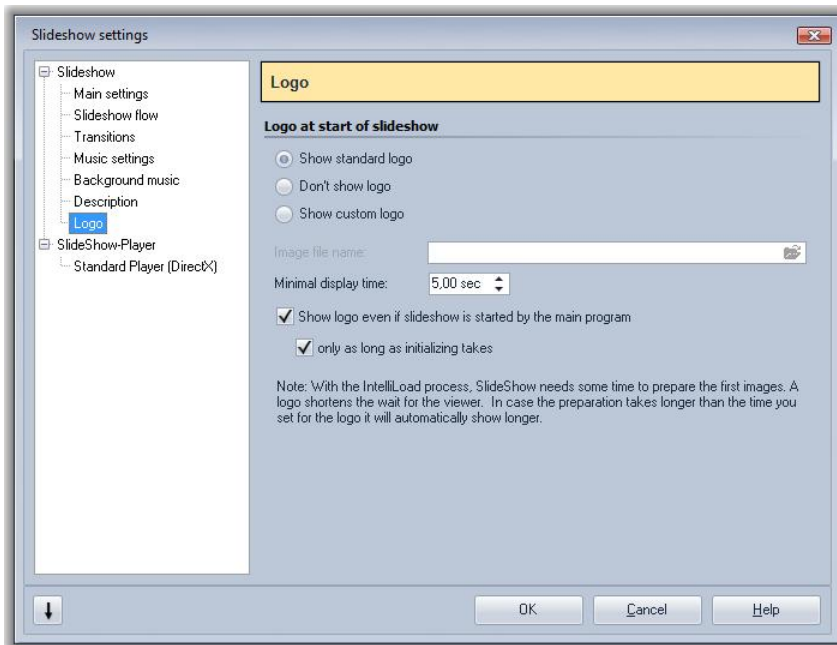 Slideshow settings
Slideshow
Main settings
Slideshow flow
Transitions
Music settings
Background music
Description
Logo
SlideShow-Player
Standard Player (DirectX)
Logo
Logo at start of slideshow
Show standard logo
Don't show logo
Show custom logo
Image file name:
Minimal display time:
5,00 sec
Show logo even if slideshow is started by the main program
only as long as initializing takes
Note: With the IntelliLoad process, SlideShow needs some time to prepare the first images. A
logo shortens the wait for the viewer. In case the preparation takes longer than the time you
set for the logo it will automatically show longer.
OK
Cancel
Help